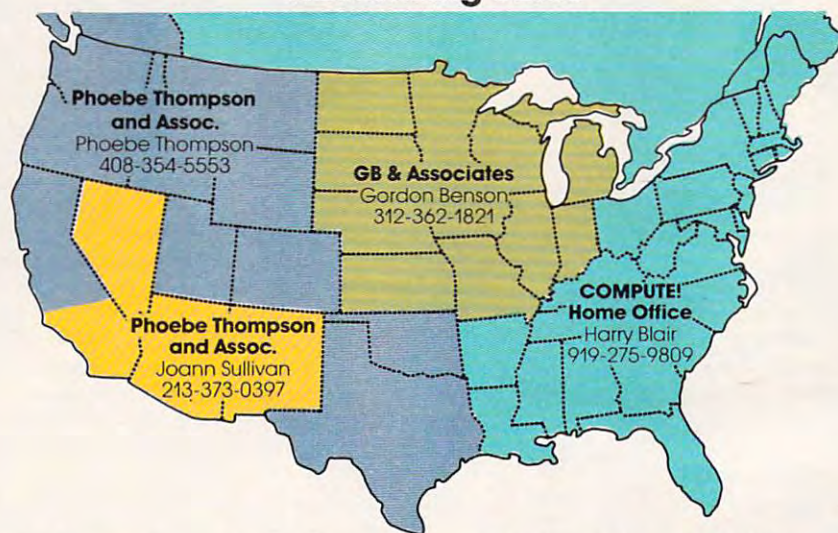 Phoebe Thompson
and Assoc.
Phoebe Thompson
408-354-5553
GB & Associates
Gordon Benson
312-362-1821
COMPUTE!
Home Office
Harry Blair
919-275-9809
Phoebe Thompson
and Assoc.
Joann Sullivan
213-373-0397